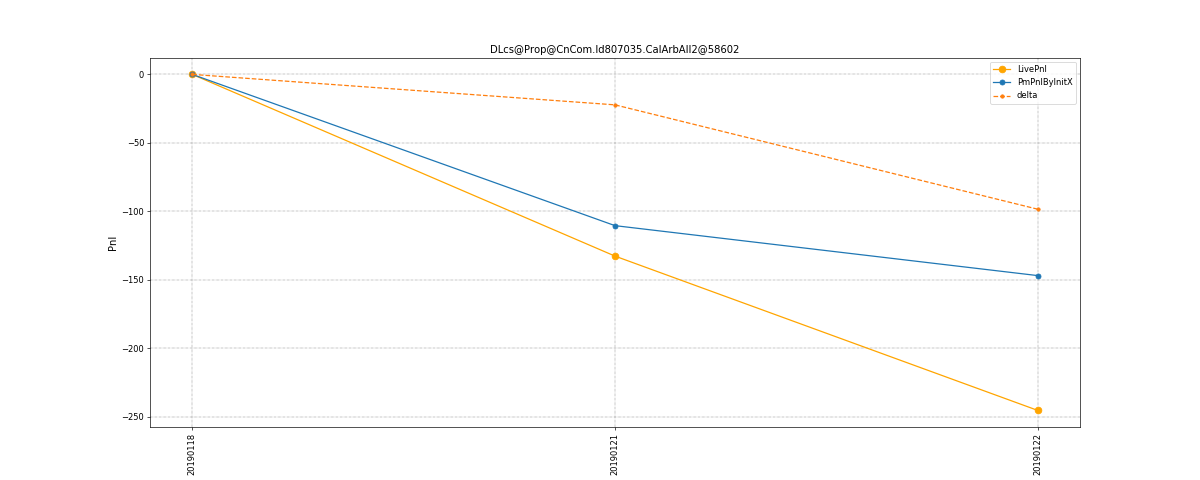 DLcs@Prop@CnCom.Id807035.CalArbAll2@58602
LivePnl
PmPnlByInitX
delta
0
−50
−100
−150
−200
−250
Pnl
20190118
20190121
20190122